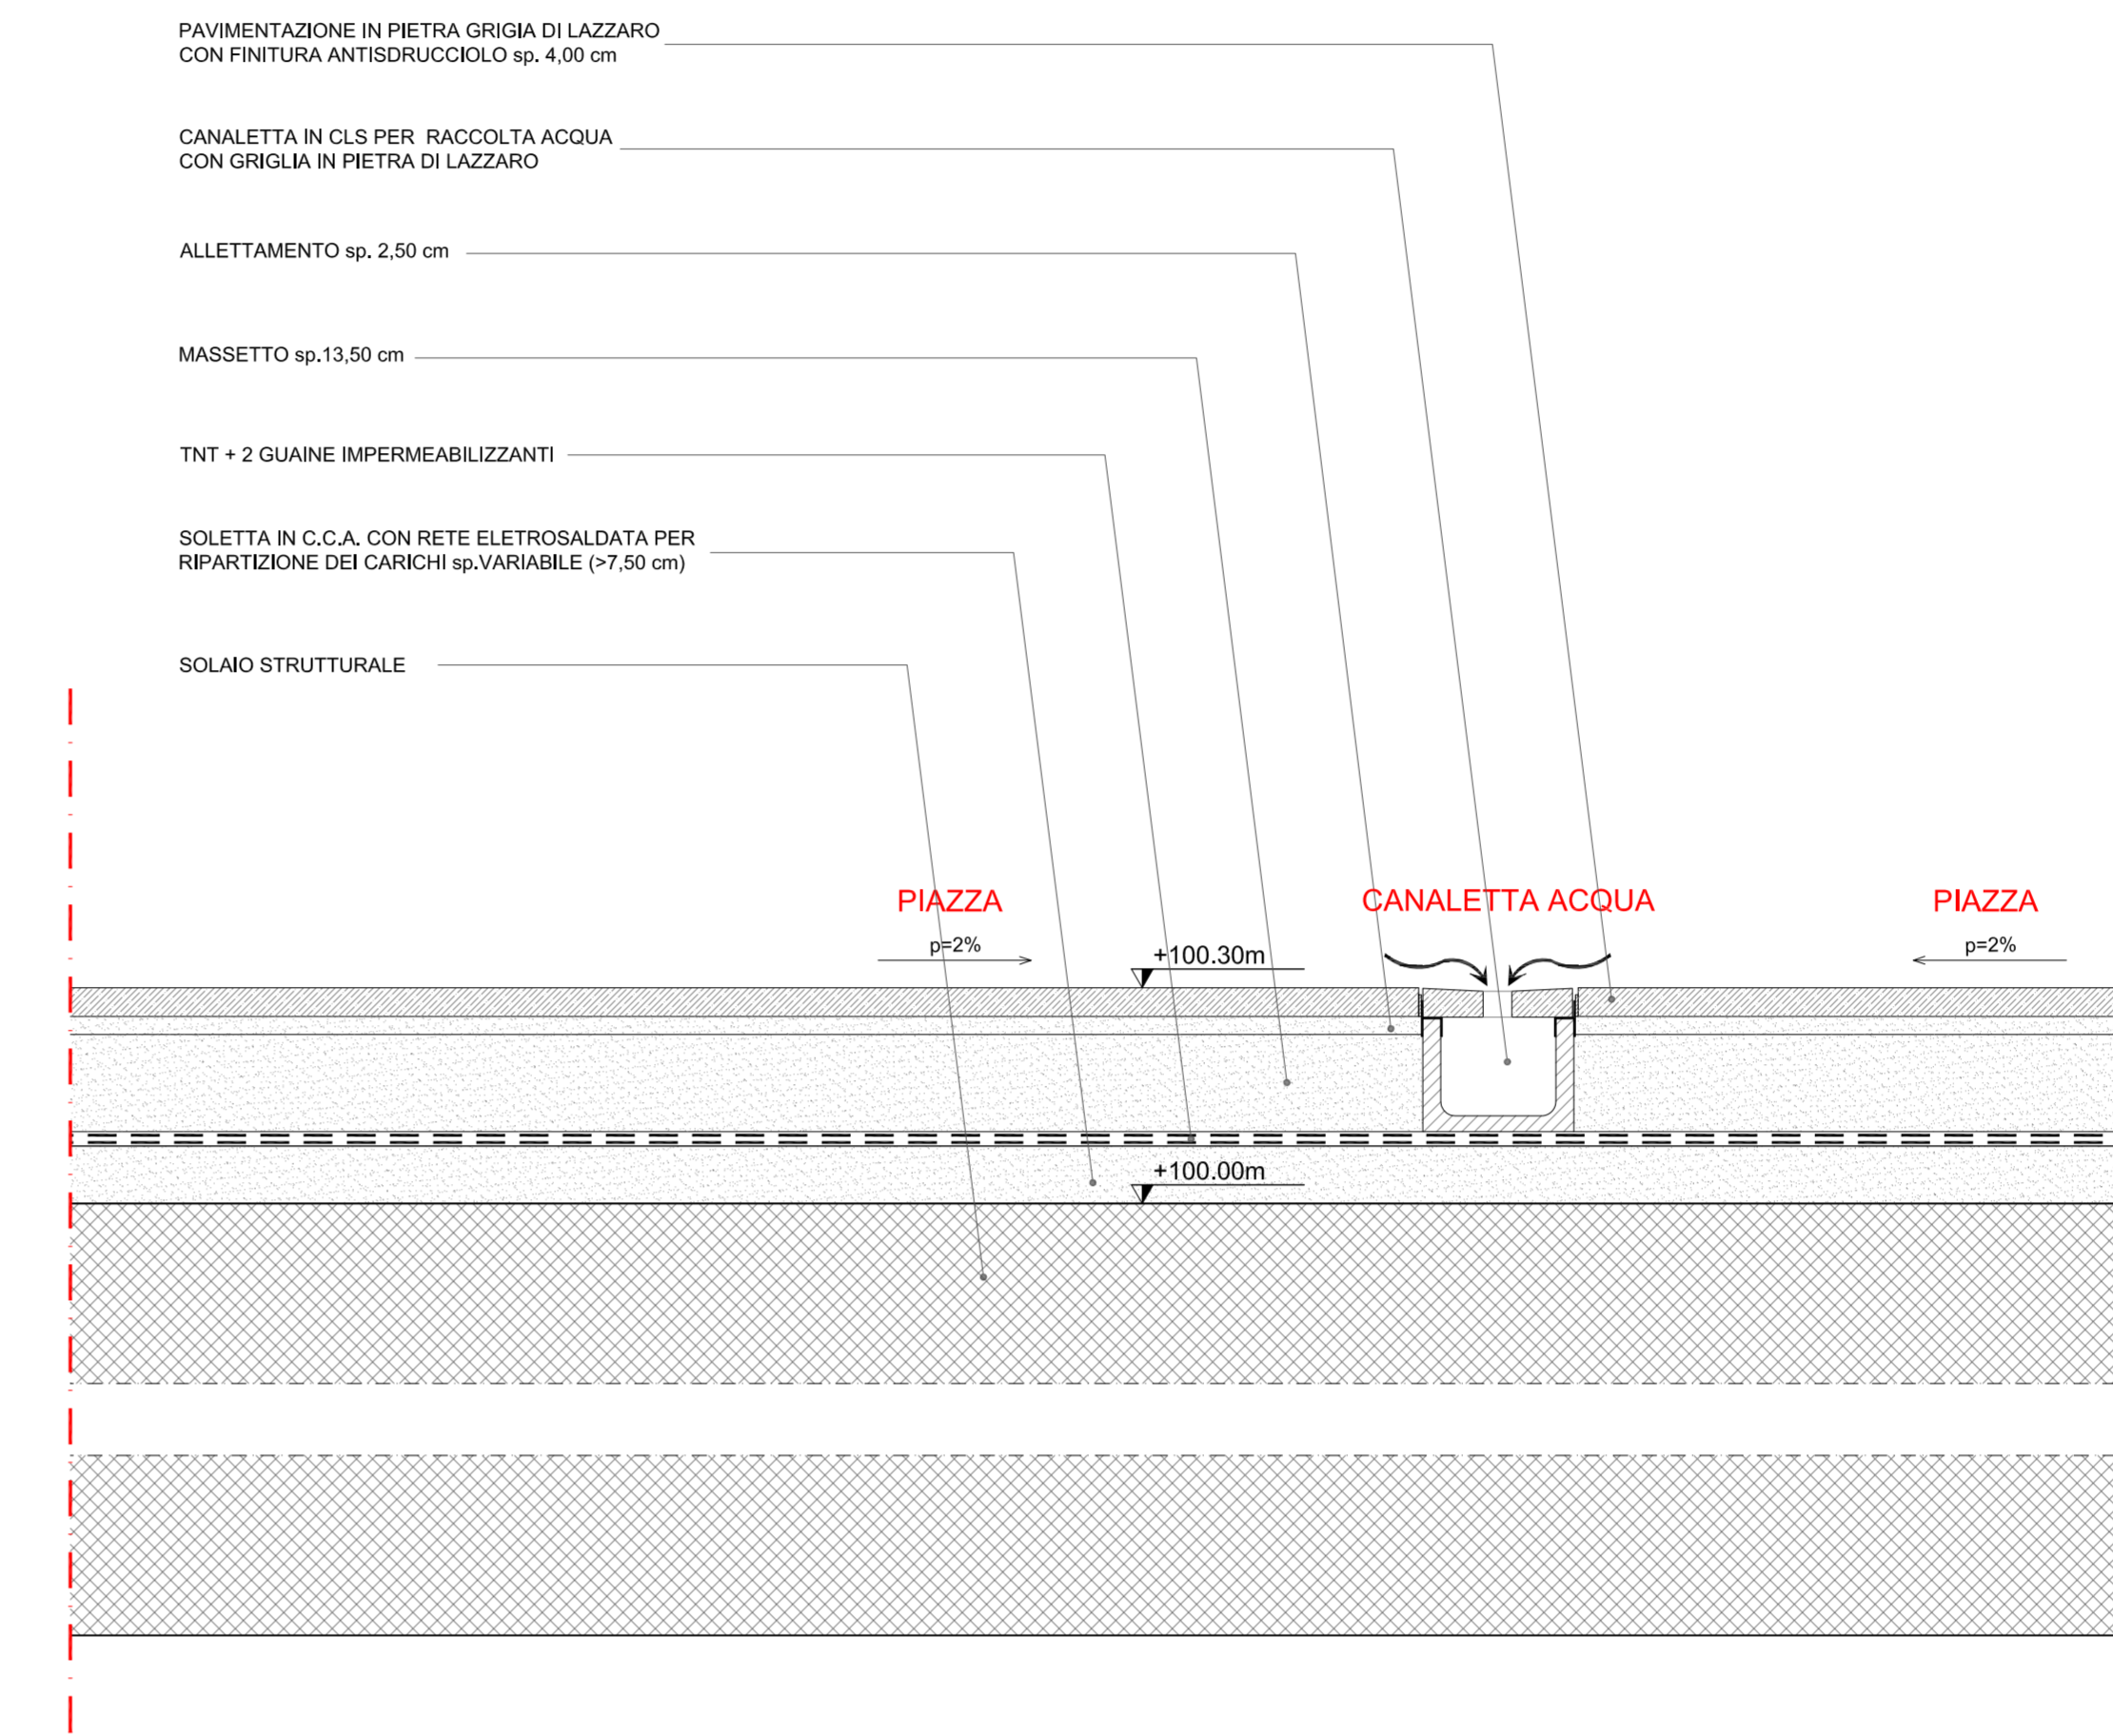 PAVIMENTAZIONE IN PIETRA GRIGIA DI LAZZARO
CON FINITURA ANTISDRUCCIOLO sp. 4,00 cm
CANALETTA IN CLS PER RACCOLTA ACQUA
CON GRIGLIA IN PIETRA DI LAZZARO
ALLETTAMENTO sp. 2,50 cm
MASSETTO sp.13,50 cm
TNT + 2 GUAINE IMPERMEABILIZZANTI
SOLETTA IN C.C.A. CON RETE ELETROSALDATA PER
RIPARTIZIONE DEI CARICHI sp.VARIABILE (>7,50 cm)
SOLAIO STRUTTURALE
PIAZZA
CANALETTA ACQUA
PIAZZA
p=2%
+100.30m
p=2%
+100.00m